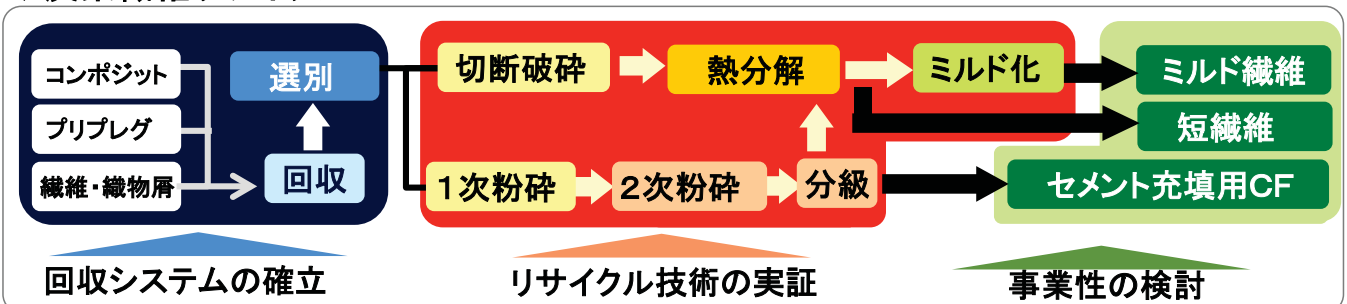 コンポジット
プリプレグ
繊維・織物屑
選別
回収
切断破砕
熱分解
ミルド化
1次粉砕
2次粉砕
分級
ミルド繊維
短繊維
セメント充填用CF
回収システムの確立
リサイクル技術の実証
事業性の検討